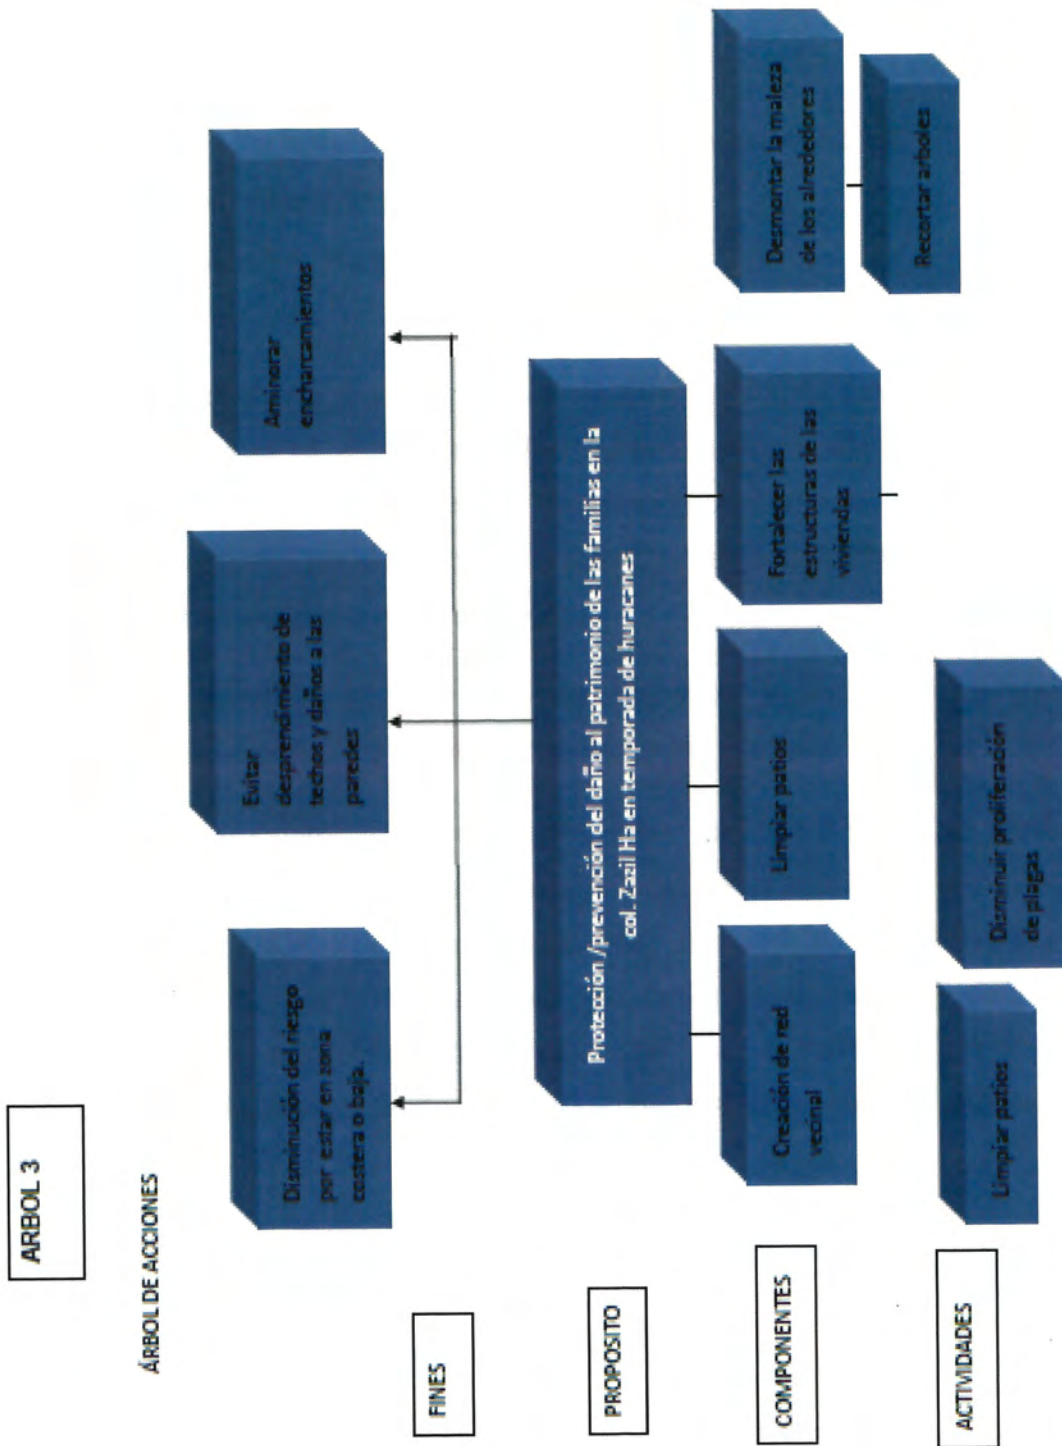 ARBOL 3
ÁRBOL DE ACCIONES
FINES
Disminución del riesgo
por estar en zona
costera o baja.
Evitar
desprendimiento de
techos y daños a las
paredes
Aminorar
encharcamientos
PROPOSITO
Protección /prevención del daño al patrimonio de las familias en la
col. Zazil Ha en temporada de huracanes
COMPONENTES
Creación de red
vecinal
Limpiar patios
Fortalecer las
estructuras de las
viviendas
Desmontar la maleza
de los alrededores
ACTIVIDADES
Limpiar patios
Disminuir proliferación
de plagas
Recortar arboles